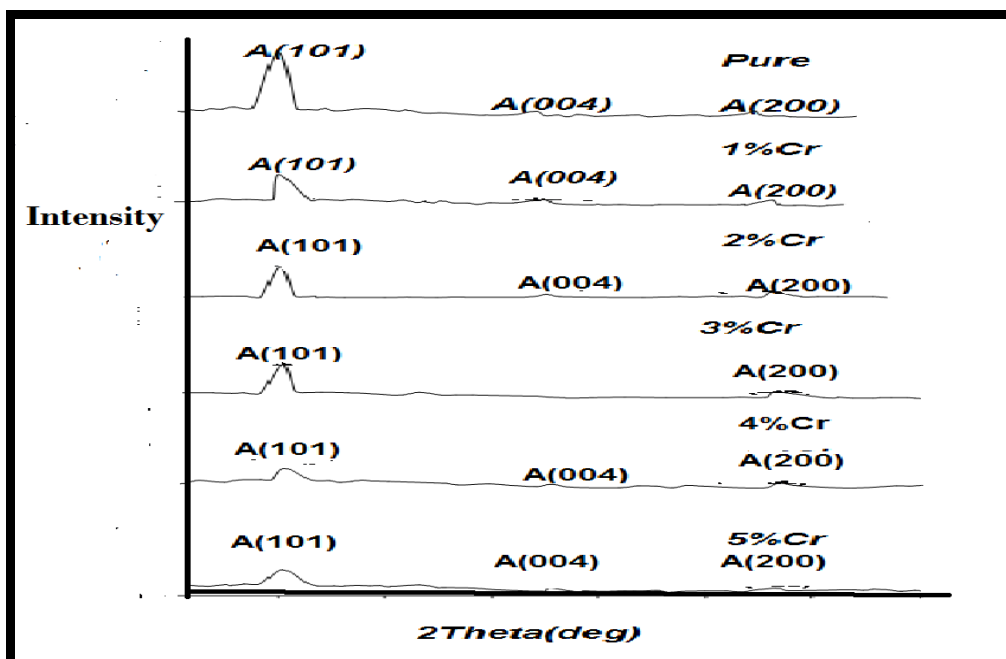 A(101)
Pure
A(004)
A(200)
1%Cr
A(101)
A(004)
A(200)
Intensity
2%Cr
A(101)
A(004)
A(200)
3%Cr
A(101)
A(200)
4%Cr
A(101)
A(004)
A(200)
5%Cr
A(101)
A(004)
A(200)
2Theta(deg)